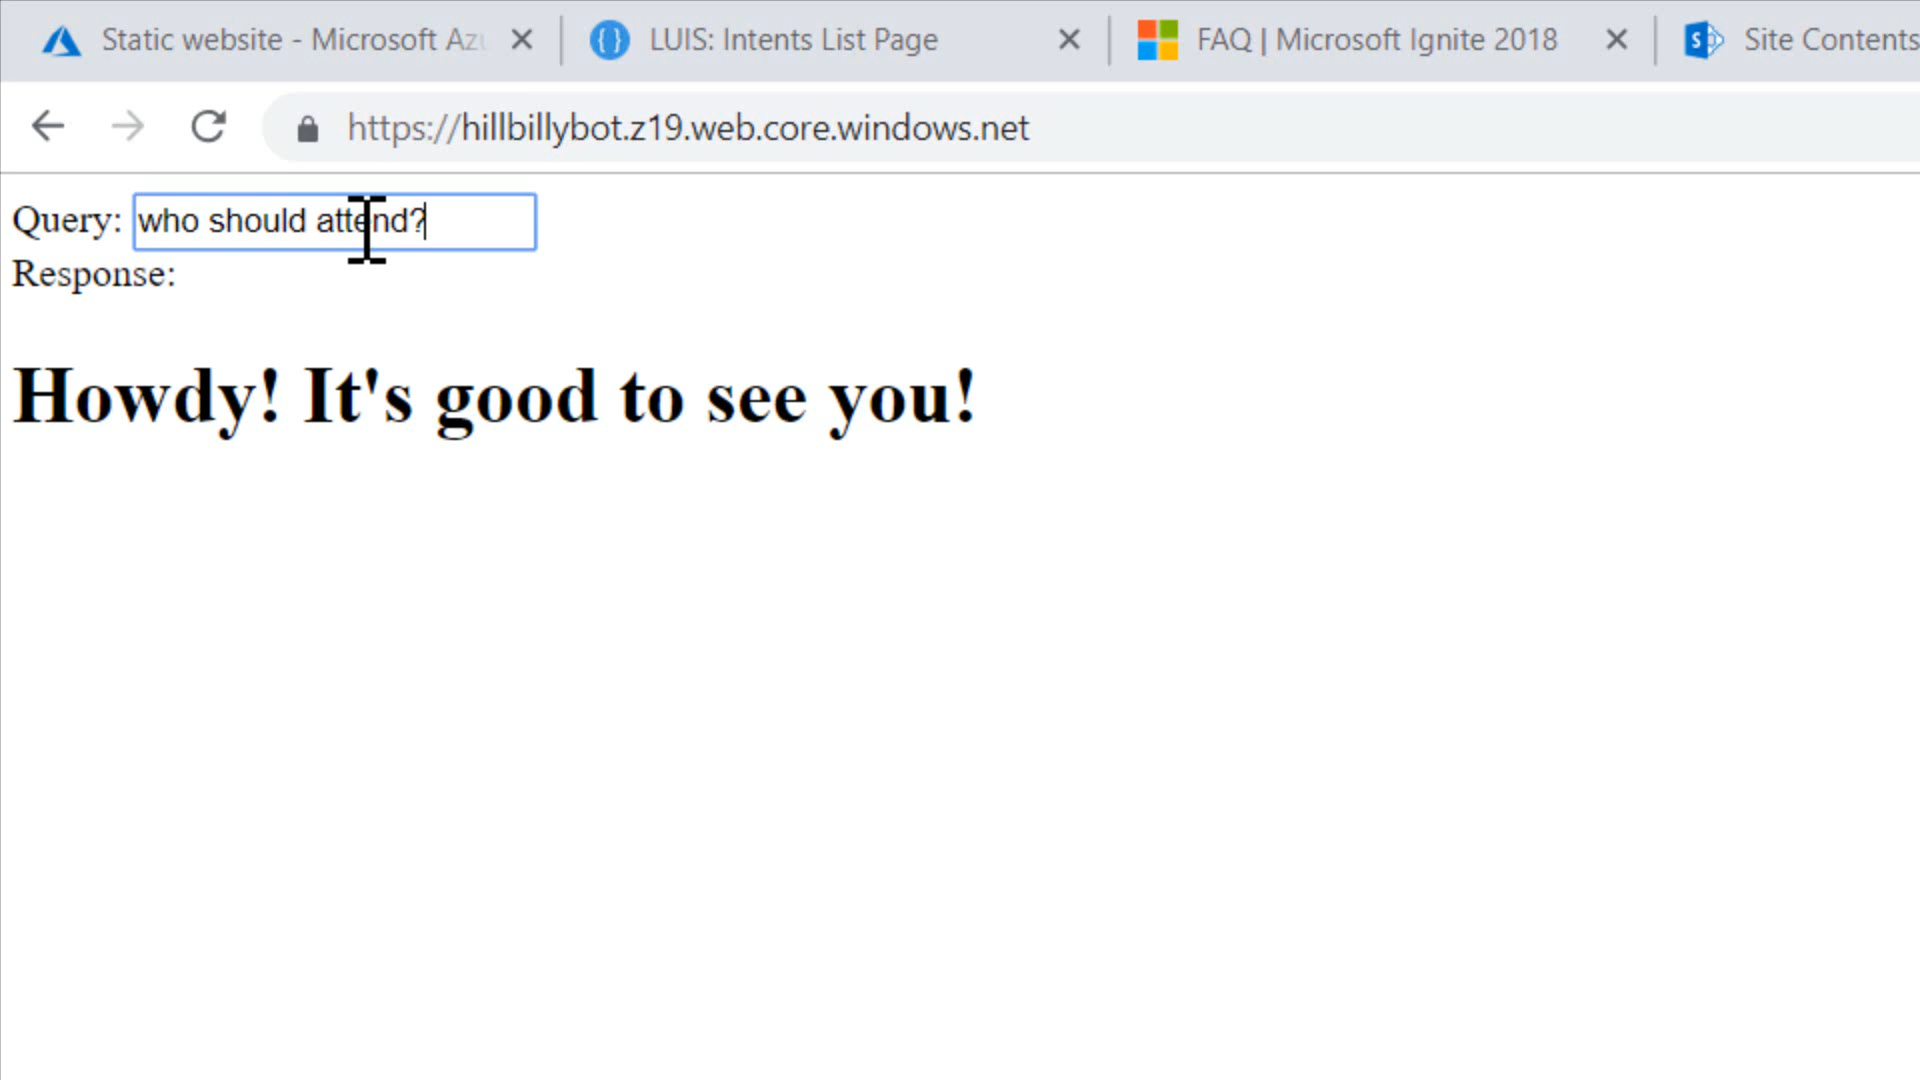 Static website - Microsoft Az
LUIS: Intents List Page
FAQ | Microsoft Ignite 2018
Site Contents
https://hillbillybot.z19.web.core.windows.net
Query: who should attend?
Response:
Howdy! It's good to see you!